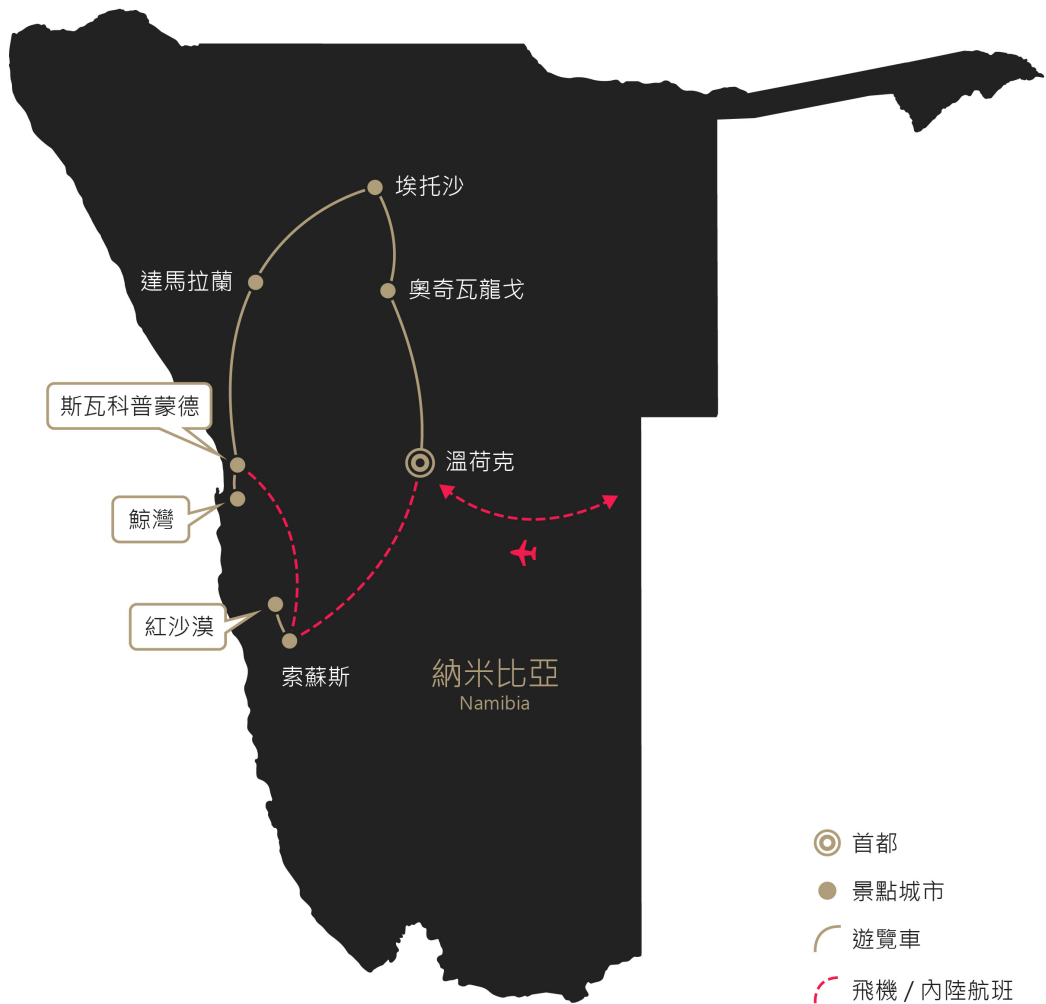 埃托沙
達馬拉蘭
奧奇瓦龍戈
斯瓦科普蒙德
溫荷克
鯨灣
紅沙漠
索蘇斯
納米比亞
Namibia
首都
景點城市
遊覽車
飛機 / 內陸航班